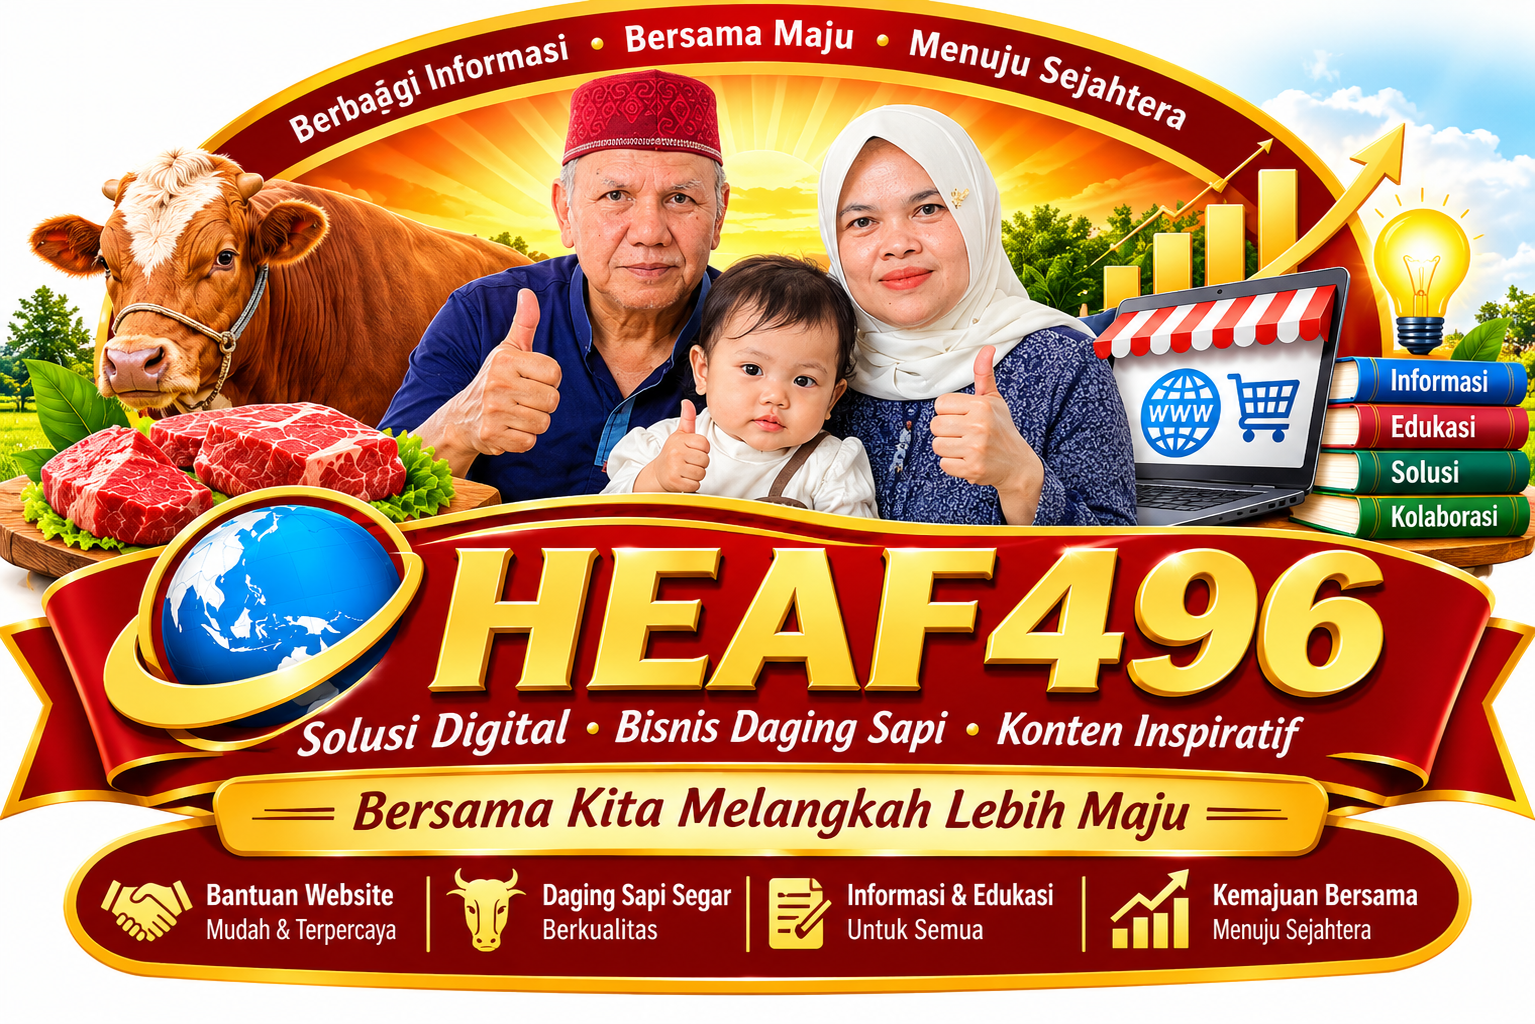 Berbaągi Informasi • Bersama Maju • Menuju Sejahtera
www
Informasi
Edukasi
Solusi
Kolaborasi
HEAF496
Solusi Digital • Bisnis Daging Sapi • Konten Inspiratif
Bersama Kita Melangkah Lebih Maju
Bantuan Website
Mudah & Terpercaya
Daging Sapi Segar
Berkualitas
Informasi & Edukasi
Untuk Semua
Kemajuan Bersama
Menuju Sejahtera